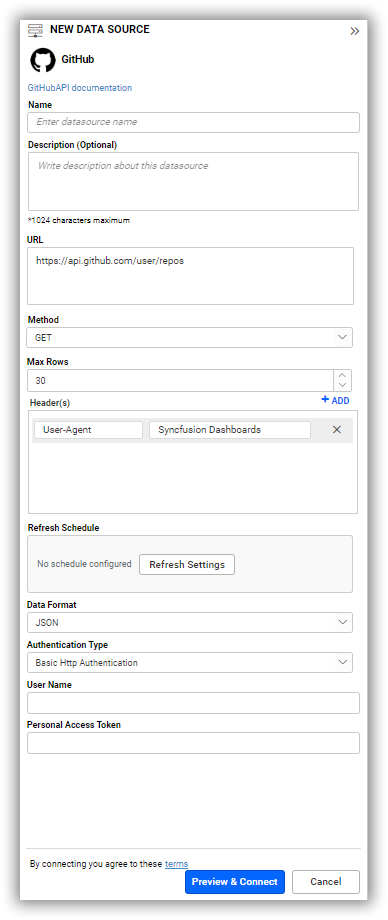 NEW DATA SOURCE
GitHub
GitHubAPI documentation
Name
Enter datasource name
Description (Optional)
Write description about this datasource
*1024 characters maximum
URL
https://api.github.com/user/repos
Method
GET
Max Rows
30
Header(s)
+ ADD
User-Agent Syncfusion Dashboards
Refresh Schedule
No schedule configured Refresh Settings
Data Format
JSON
Authentication Type
Basic Http Authentication
User Name
Personal Access Token
By connecting you agree to these terms
Preview & Connect Cancel